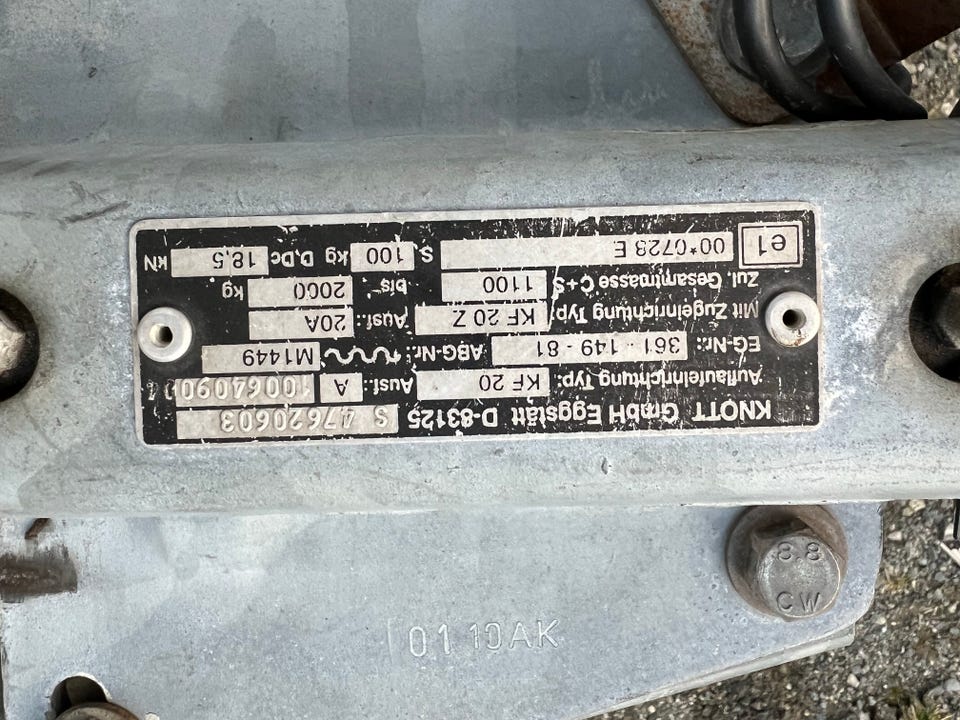 KNOTT GmbH Eggstätt D-83125 S 47620603
Auflaufeinrichtung Typ: KF 20 Ausf.: A 10064090
EG-Nr.: 361 - 149 - 81 ABG-Nr.: M1449
Mit Zugeinrichtung Typ: KF 20 Z Ausf.: 20A
Zul. Gesamtmasse C+S 1100 bis 2000 kg
e1 00*0728 E S 100 kg D,Dc 18,5 kN
88
CW
01 10AK